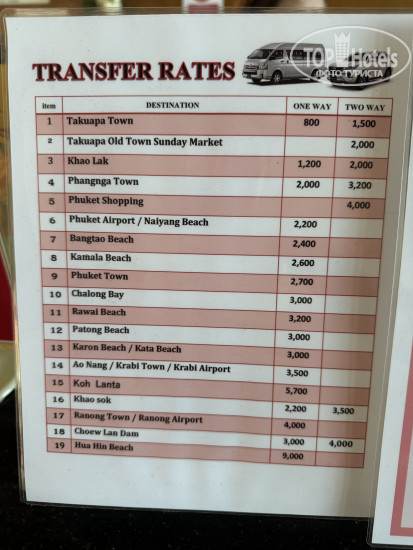 TOP Hotels
ФОТО ТУРИСТА
TRANSFER RATES
item DESTINATION ONE WAY TWO WAY
1 Takuapa Town 800 1,500
2 Takuapa Old Town Sunday Market 2,000
3 Khao Lak 1,200 2,000
4 Phangnga Town 2,000 3,200
5 Phuket Shopping 4,000
6 Phuket Airport / Naiyang Beach 2,200
7 Bangtao Beach 2,400
8 Kamala Beach 2,600
9 Phuket Town 2,700
10 Chalong Bay 3,000
11 Rawai Beach 3,200
12 Patong Beach 3,000
13 Karon Beach / Kata Beach 3,000
14 Ao Nang / Krabi Town / Krabi Airport 3,500
15 Koh Lanta 5,700
16 Khao sok 2,200 3,500
17 Ranong Town / Ranong Airport 4,000
18 Choew Lan Dam 3,000 4,000
19 Hua Hin Beach 9,000